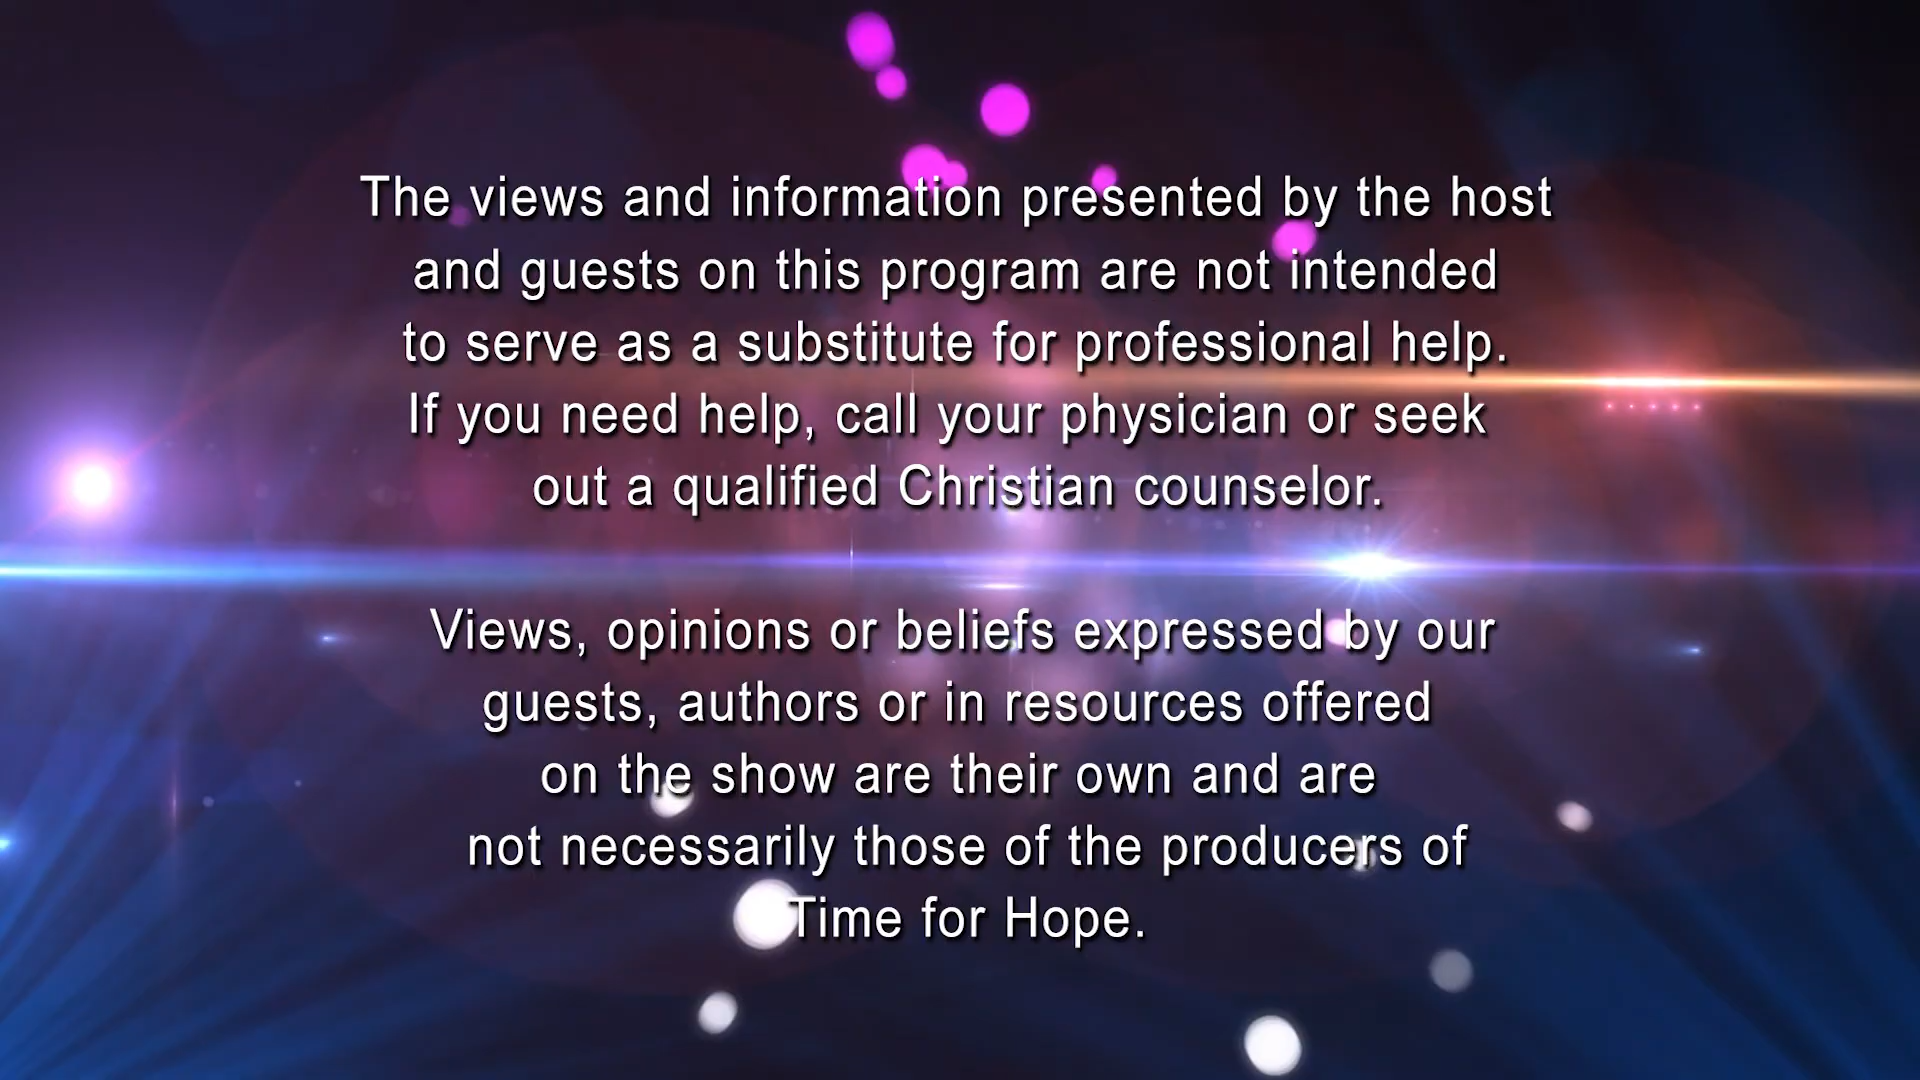 The views and information presented by the host
and guests on this program are not intended
to serve as a substitute for professional help.
If you need help, call your physician or seek
out a qualified Christian counselor.
Views, opinions or beliefs expressed by our
guests, authors or in resources offered
on the show are their own and are
not necessarily those of the producers of
Time for Hope.